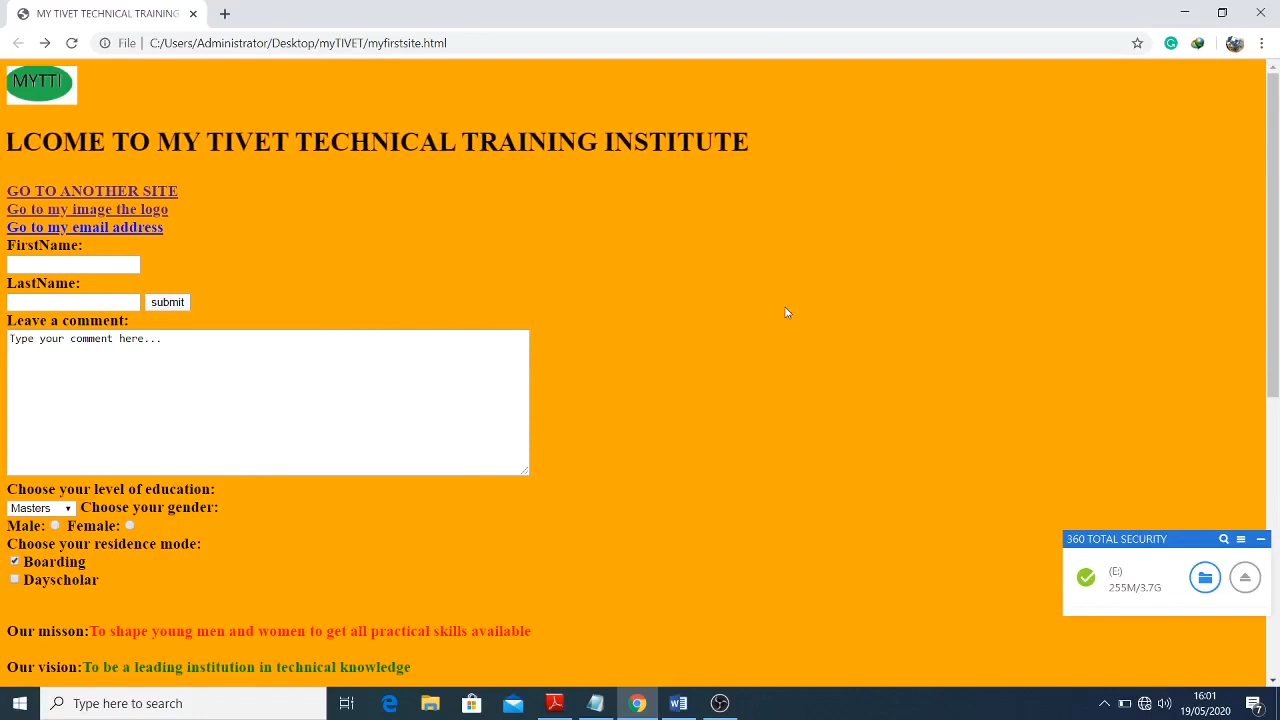 MY TIVET TECHNICAL TRAINING
File C:/Users/Administrator/Desktop/myTIVET/myfirstsite.html
MYTTI
LCOME TO MY TIVET TECHNICAL TRAINING INSTITUTE
GO TO ANOTHER SITE
Go to my image the logo
Go to my email address
FirstName:
LastName:
submit
Leave a comment:
Type your comment here...
Choose your level of education:
Masters Choose your gender:
Male: Female:
Choose your residence mode:
Boarding
Dayscholar
360 TOTAL SECURITY
(E:)
255M/3.7G
Our misson:To shape young men and women to get all practical skills available
Our vision:To be a leading institution in technical knowledge
Type here to search
16:01
19/05/2020
7